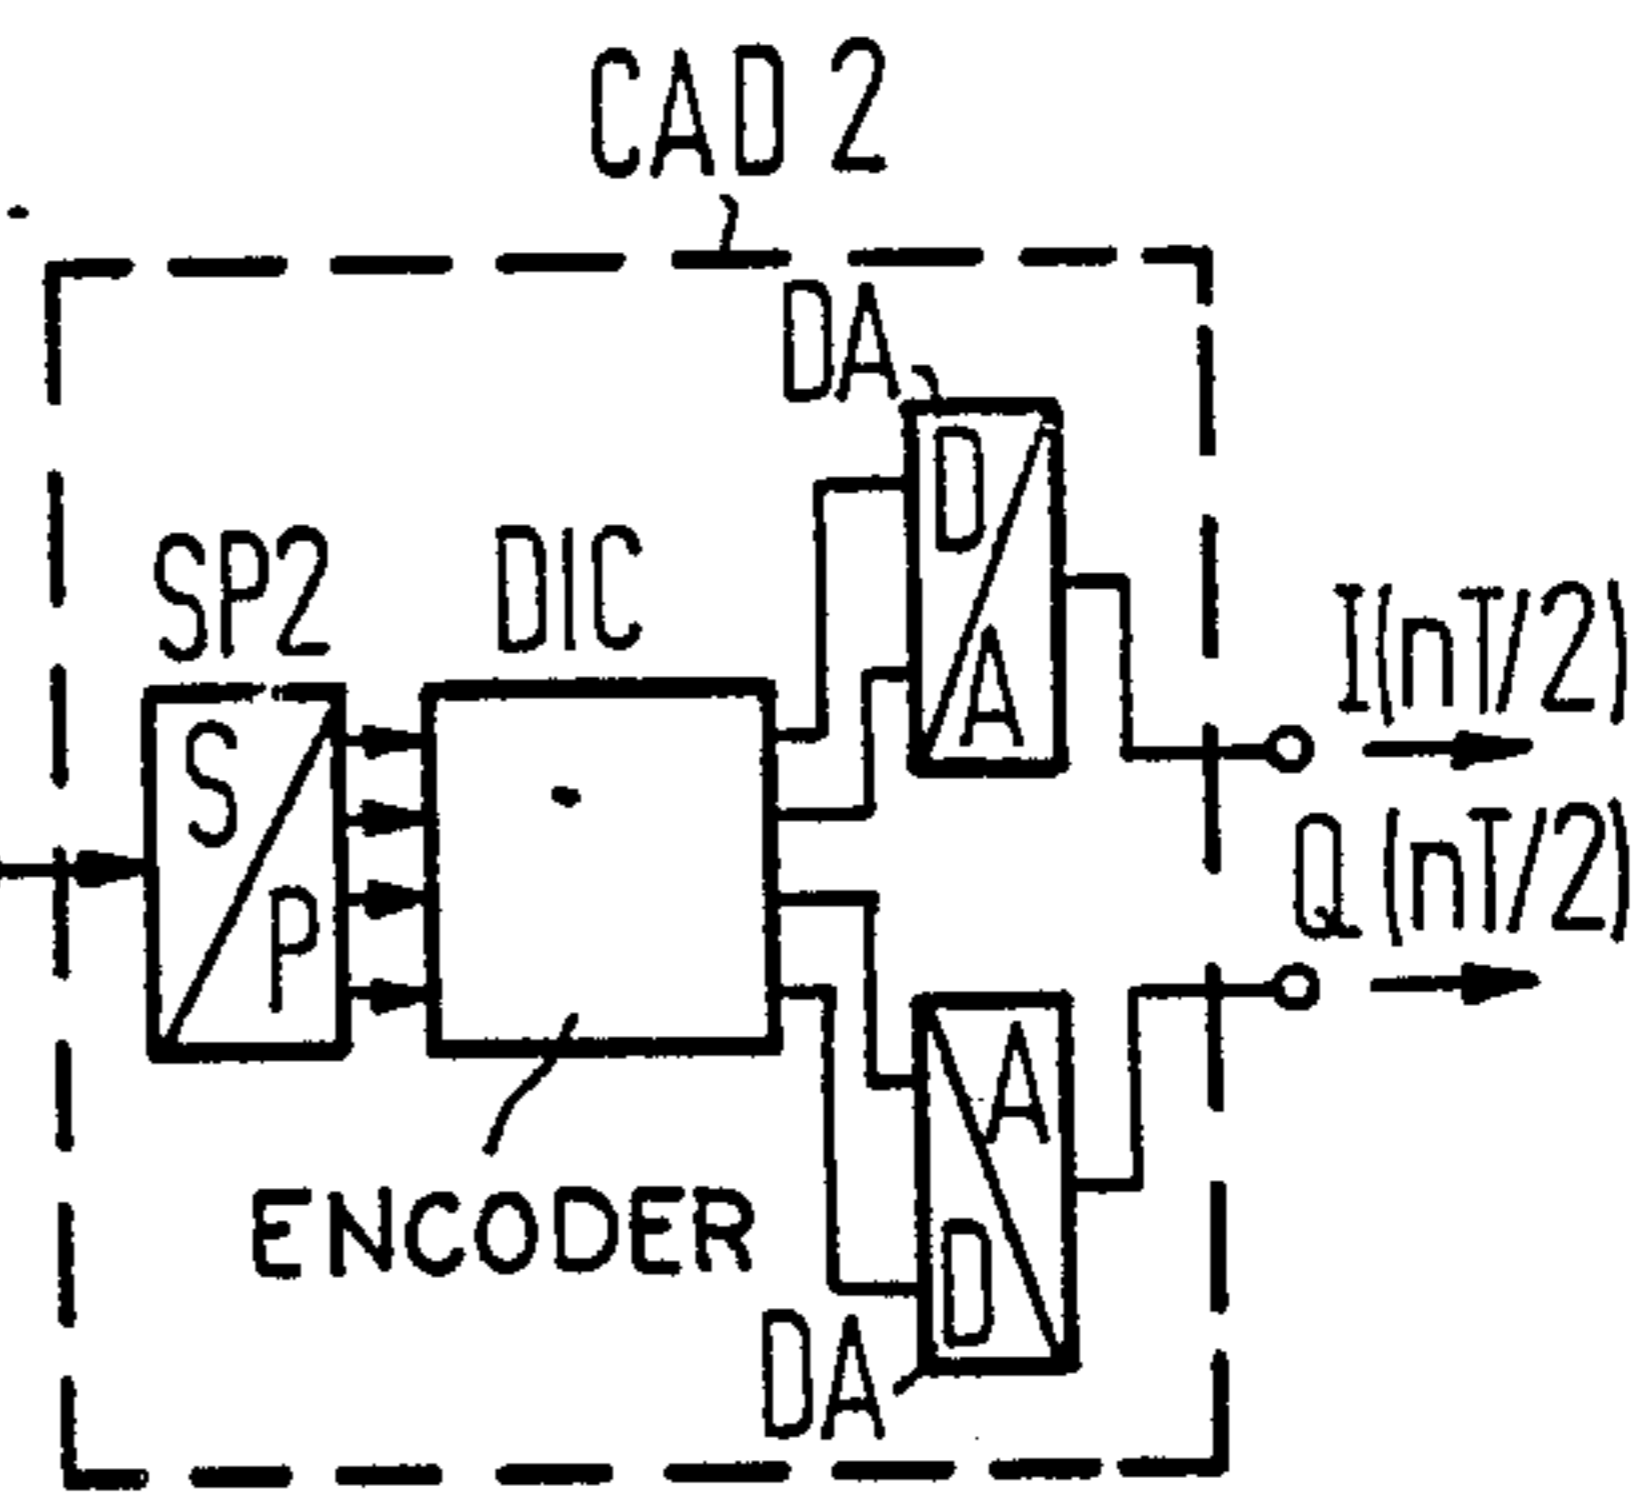 CAD 2
DA
D
A
SP2
DIC
S
P
I(nT/2)
Q(nT/2)
A
D
ENCODER
DA